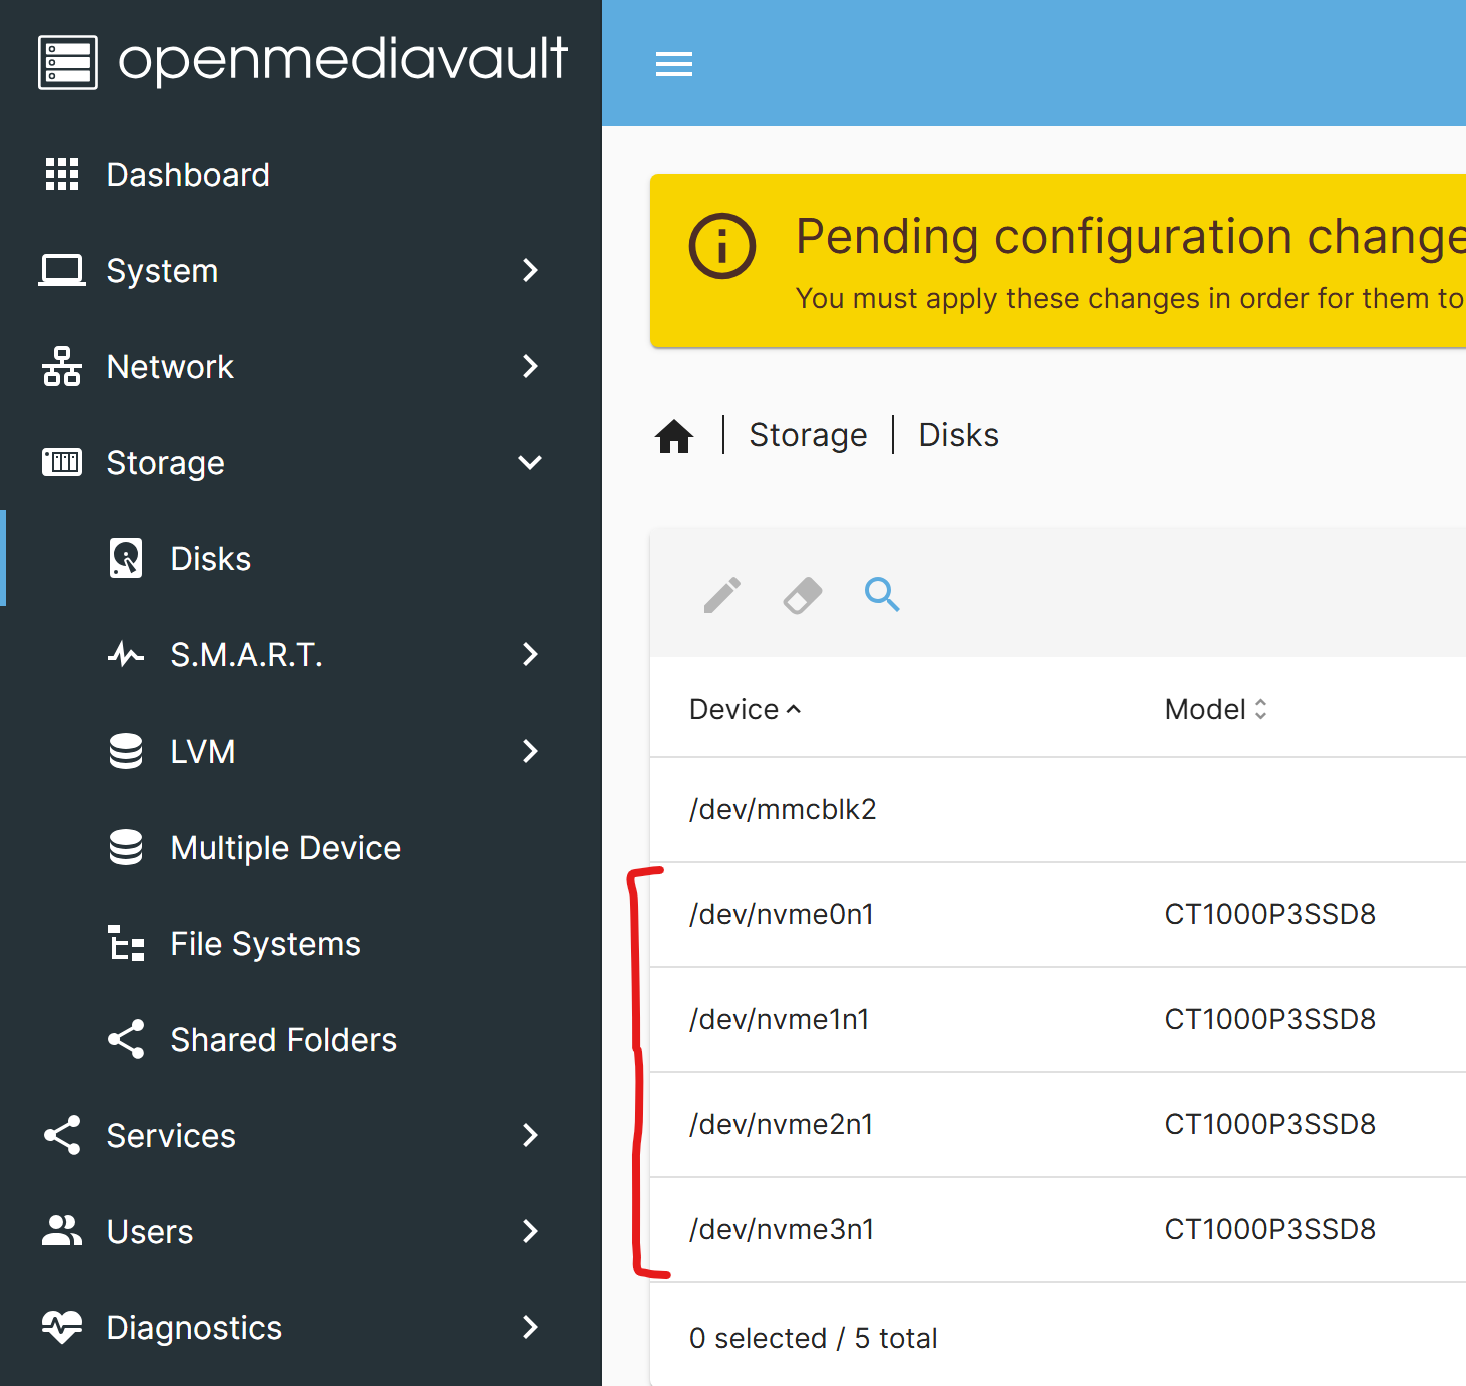 openmediavault
Dashboard
System
Network
Storage
Disks
S.M.A.R.T.
LVM
Multiple Device
File Systems
Shared Folders
Services
Users
Diagnostics
Pending configuration change
You must apply these changes in order for them to
Storage | Disks
Device Model
/dev/mmcblk2
/dev/nvme0n1 CT1000P3SSD8
/dev/nvme1n1 CT1000P3SSD8
/dev/nvme2n1 CT1000P3SSD8
/dev/nvme3n1 CT1000P3SSD8
0 selected / 5 total